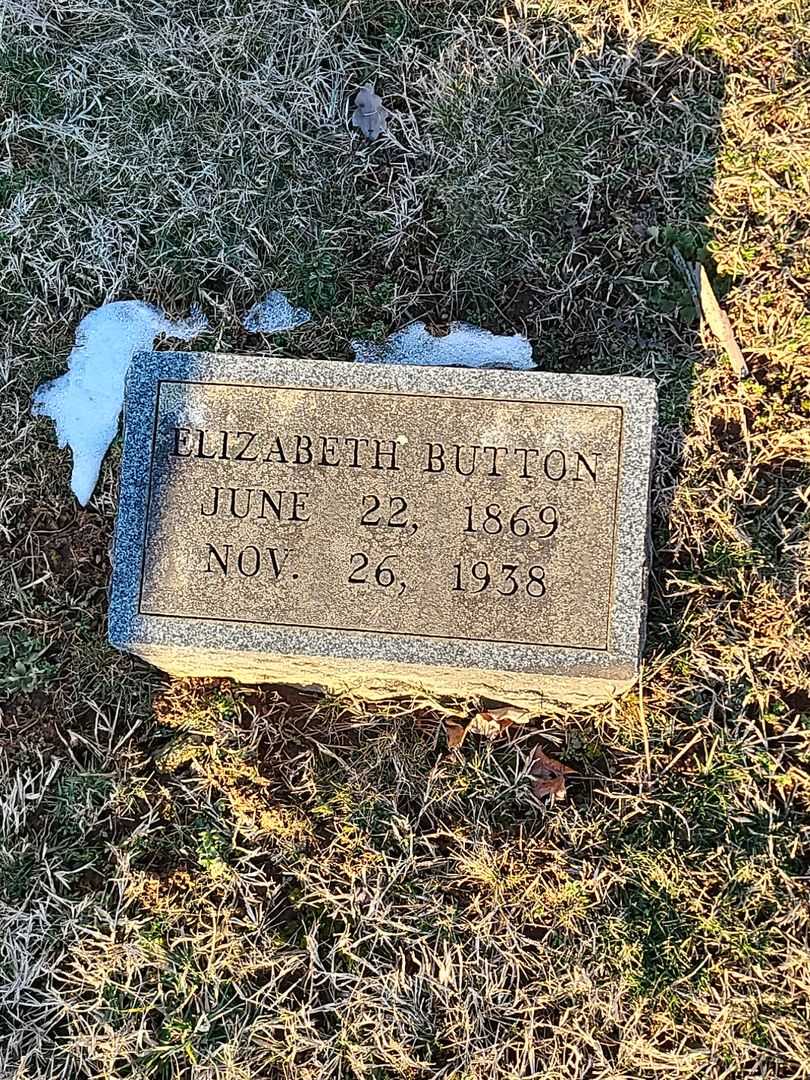 ELIZABETH BUTTON
JUNE 22, 1869
NOV. 26, 1938